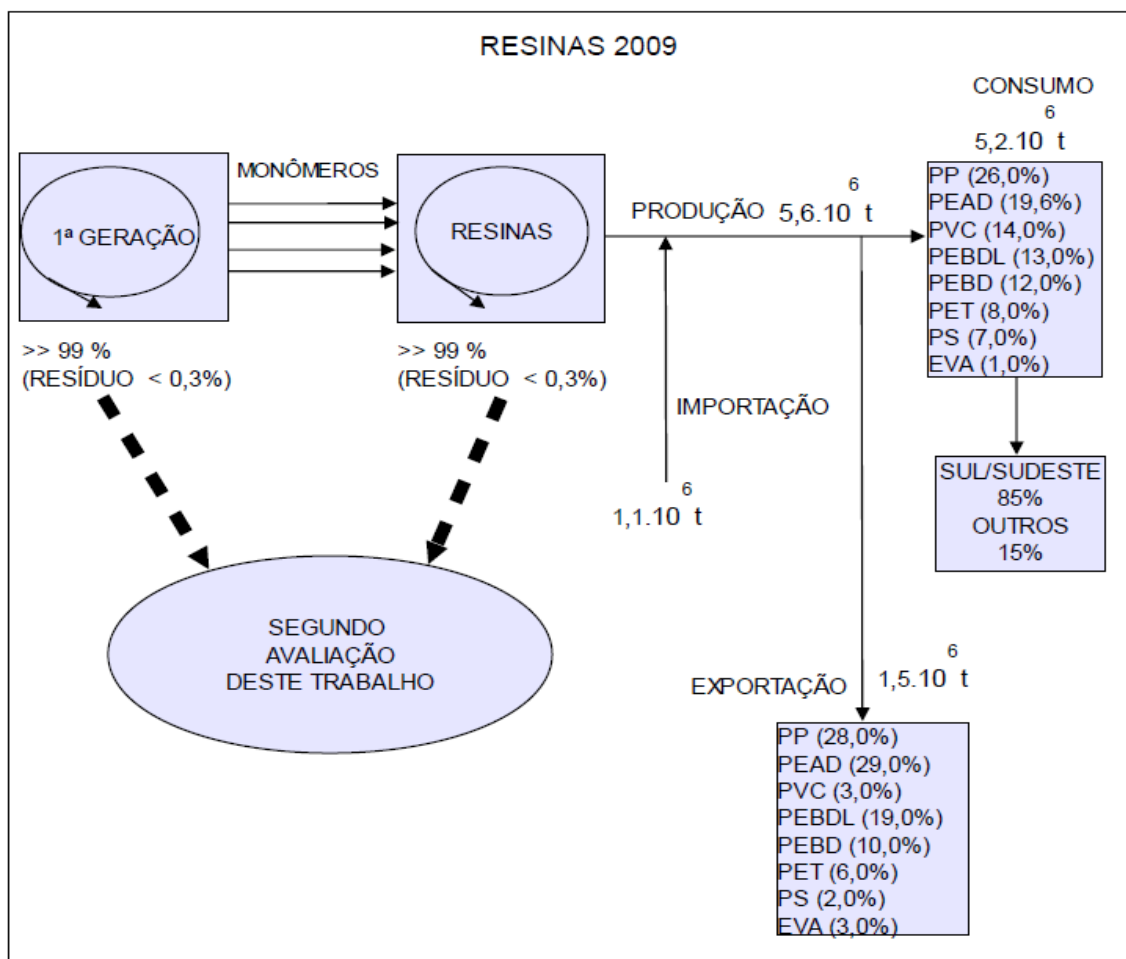 RESINAS 2009
1ª GERAÇÃO
MONÔMEROS
RESINAS
>> 99 %
(RESÍDUO < 0,3%)
>> 99 %
(RESÍDUO < 0,3%)
SEGUNDO
AVALIAÇÃO
DESTE TRABALHO
PRODUÇÃO 5,6.10⁶ t
IMPORTAÇÃO
1,1.10⁶ t
CONSUMO
5,2.10⁶ t
PP (26,0%)
PEAD (19,6%)
PVC (14,0%)
PEBDL (13,0%)
PEBD (12,0%)
PET (8,0%)
PS (7,0%)
EVA (1,0%)
SUL/SUDESTE
85%
OUTROS
15%
EXPORTAÇÃO 1,5.10⁶ t
PP (28,0%)
PEAD (29,0%)
PVC (3,0%)
PEBDL (19,0%)
PEBD (10,0%)
PET (6,0%)
PS (2,0%)
EVA (3,0%)